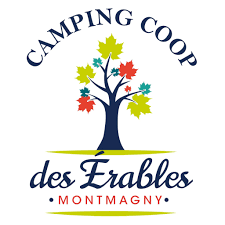 CAMPING COOP
des Érables
• MONTMAGNY •